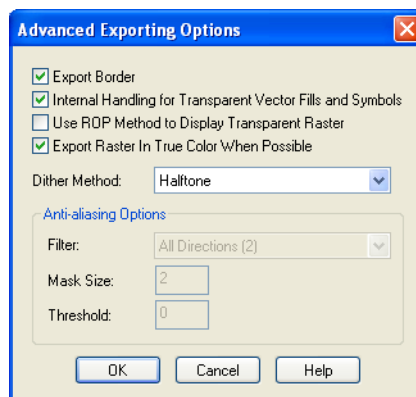 Advanced Exporting Options
Export Border
Internal Handling for Transparent Vector Fills and Symbols
Use ROP Method to Display Transparent Raster
Export Raster In True Color When Possible
Dither Method: Halftone
Anti-aliasing Options
Filter: All Directions (2)
Mask Size: 2
Threshold: 0
OK Cancel Help